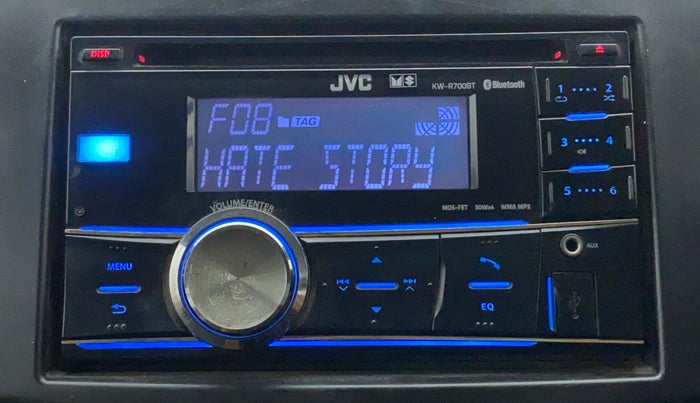 DISP
JVC KW-R700BT Bluetooth
F08 TAG
HATE STORY
MOS-FET 50Wx4 WMA MP3
VOLUME/ENTER
1 2
3 4
5 6
MENU
EQ
AUX